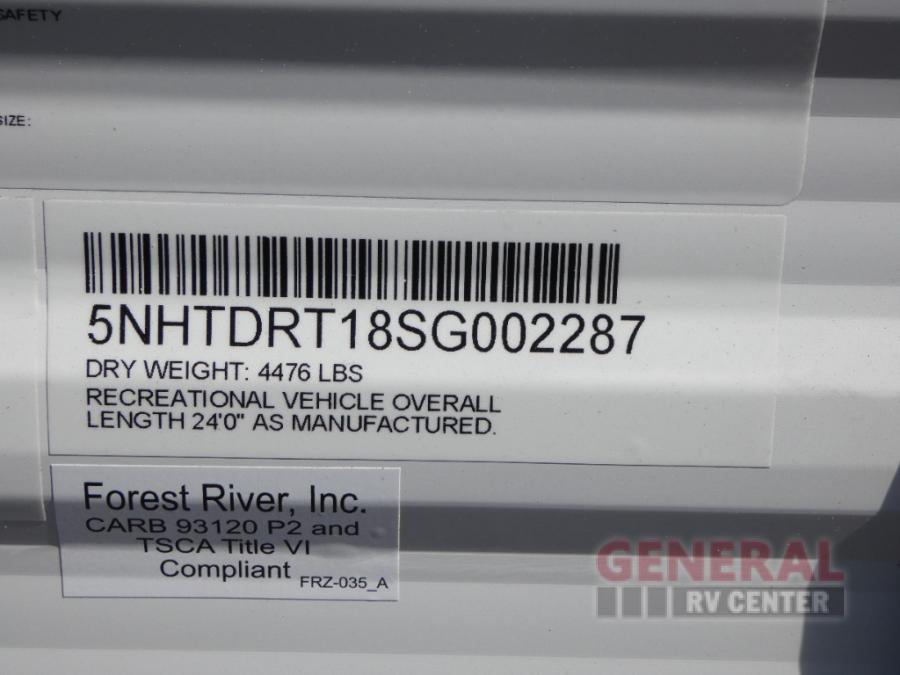 SAFETY
SIZE:
5NHTDRT18SG002287
DRY WEIGHT: 4476 LBS
RECREATIONAL VEHICLE OVERALL
LENGTH 24'0" AS MANUFACTURED.
Forest River, Inc.
CARB 93120 P2 and
TSCA Title VI
Compliant
FRZ-035_A
GENERAL
RV CENTER